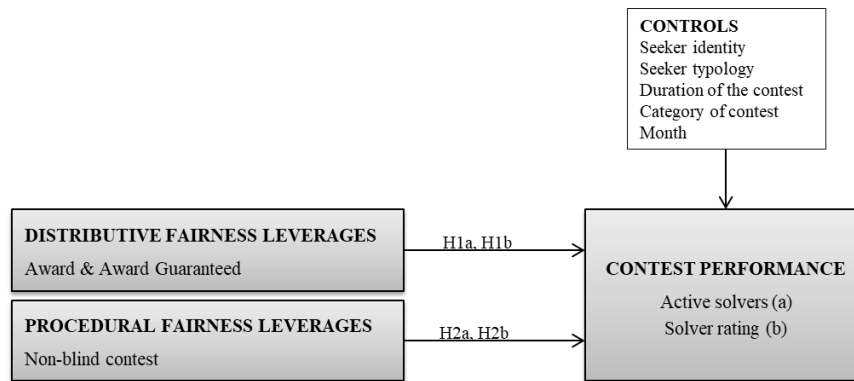 CONTROLS
Seeker identity
Seeker typology
Duration of the contest
Category of contest
Month
DISTRIBUTIVE FAIRNESS LEVERAGES
Award & Award Guaranteed
H1a, H1b
PROCEDURAL FAIRNESS LEVERAGES
Non-blind contest
H2a, H2b
CONTEST PERFORMANCE
Active solvers (a)
Solver rating (b)